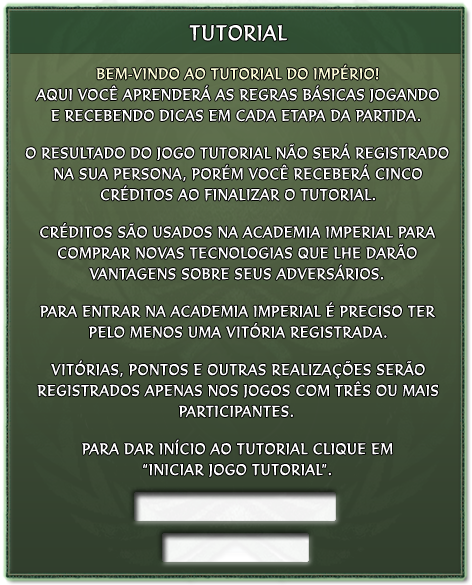 TUTORIAL
BEM-VINDO AO TUTORIAL DO IMPÉRIO!
AQUI VOCÊ APRENDERÁ AS REGRAS BÁSICAS JOGANDO
E RECEBENDO DICAS EM CADA ETAPA DA PARTIDA.
O RESULTADO DO JOGO TUTORIAL NÃO SERÁ REGISTRADO
NA SUA PERSONA, PORÉM VOCÊ RECEBERÁ CINCO
CRÉDITOS AO FINALIZAR O TUTORIAL.
CRÉDITOS SÃO USADOS NA ACADEMIA IMPERIAL PARA
COMPRAR NOVAS TECNOLOGIAS QUE LHE DARÃO
VANTAGENS SOBRE SEUS ADVERSÁRIOS.
PARA ENTRAR NA ACADEMIA IMPERIAL É PRECISO TER
PELO MENOS UMA VITÓRIA REGISTRADA.
VITÓRIAS, PONTOS E OUTRAS REALIZAÇÕES SERÃO
REGISTRADOS APENAS NOS JOGOS COM TRÊS OU MAIS
PARTICIPANTES.
PARA DAR INÍCIO AO TUTORIAL CLIQUE EM
“INICIAR JOGO TUTORIAL”.